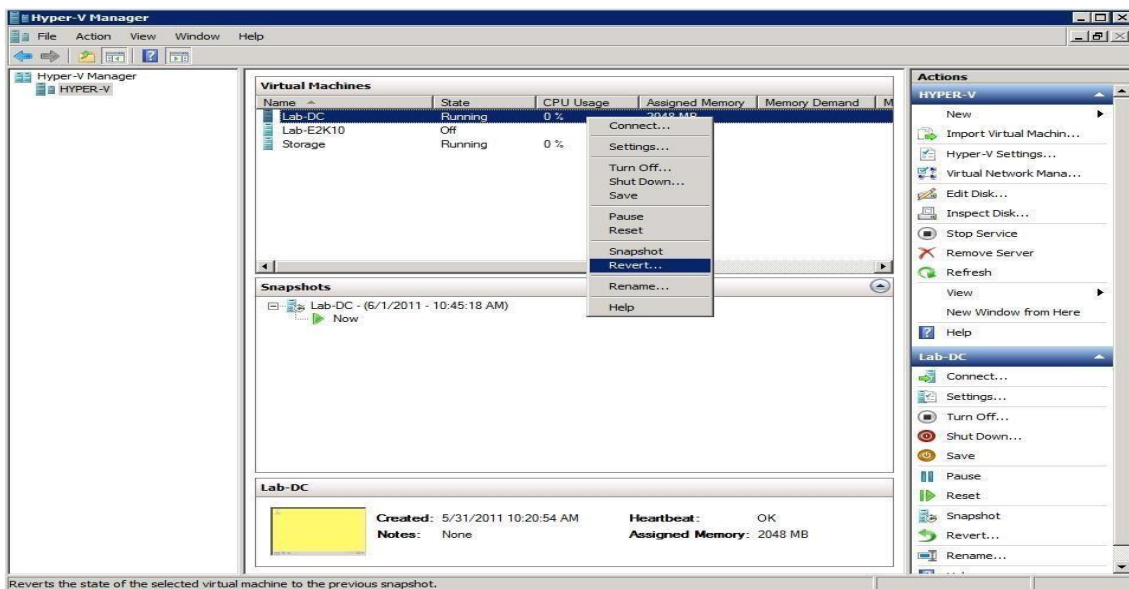 Hyper-V Manager
File Action View Window Help
Hyper-V Manager
HYPER-V
Virtual Machines
Name State CPU Usage Assigned Memory Memory Demand M
Lab-DC Running 0 % 2048 MB
Lab-E2K10 Off
Storage Running 0 %
Connect...
Settings...
Turn Off...
Shut Down...
Save
Pause
Reset
Snapshot
Revert...
Rename...
Help
Snapshots
Lab-DC - (6/1/2011 - 10:45:18 AM)
Now
Lab-DC
Created: 5/31/2011 10:20:54 AM Heartbeat: OK
Notes: None Assigned Memory: 2048 MB
Actions
HYPER-V
New
Import Virtual Machin...
Hyper-V Settings...
Virtual Network Mana...
Edit Disk...
Inspect Disk...
Stop Service
Remove Server
Refresh
View
New Window from Here
Help
Lab-DC
Connect...
Settings...
Turn Off...
Shut Down...
Save
Pause
Reset
Snapshot
Revert...
Rename...
Reverts the state of the selected virtual machine to the previous snapshot.